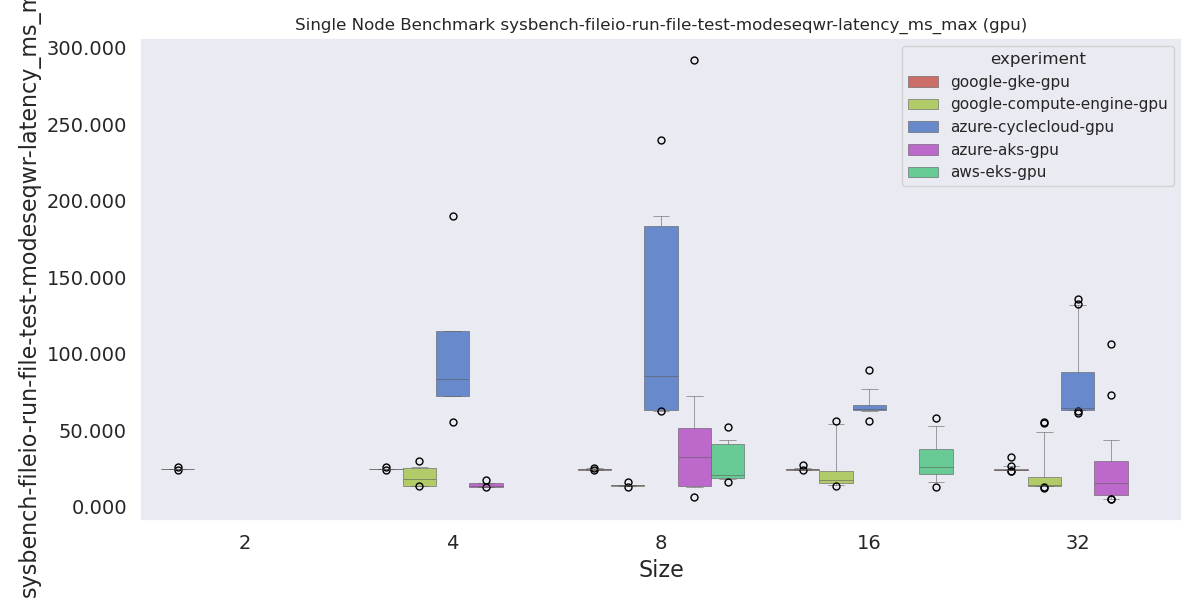 Single Node Benchmark sysbench-fileio-run-file-test-modeseqwr-latency_ms_max (gpu)
sysbench-fileio-run-file-test-modeseqwr-latency_ms_m
300.000
250.000
200.000
150.000
100.000
50.000
0.000
experiment
google-gke-gpu
google-compute-engine-gpu
azure-cyclecloud-gpu
azure-aks-gpu
aws-eks-gpu
2 4 8 16 32
Size